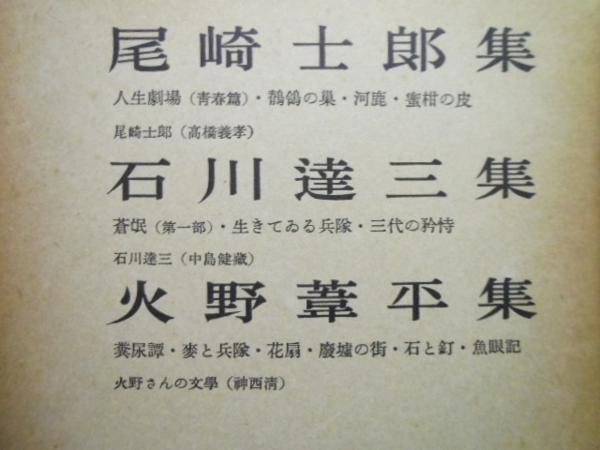 尾崎士郎集
人生劇場（靑春篇）・鶺鴒の巣・河鹿・蜜柑の皮
尾崎士郎（高橋義孝）
石川達三集
蒼氓（第一部）・生きてゐる兵隊・三代の矜恃
石川達三（中島健藏）
火野葦平集
糞尿譚・麥と兵隊・花扇・廢墟の街・石と釘・魚眼記
火野さんの文學（神西淸）